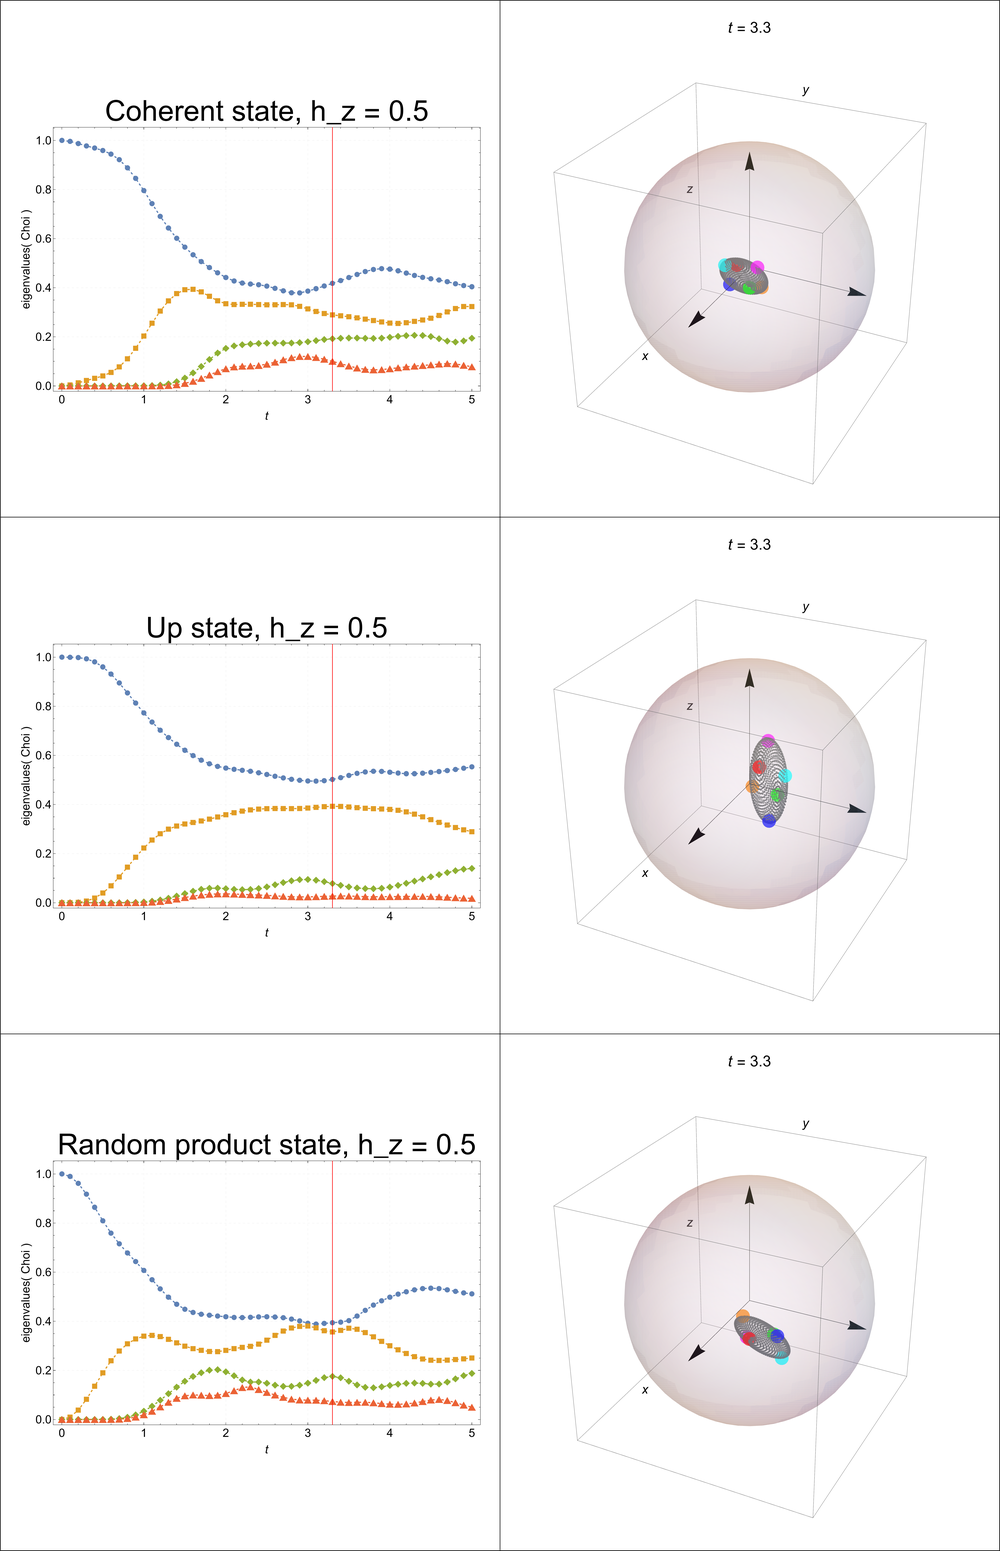 t = 3.3
y
Coherent state, h_z = 0.5
1.0
0.8
0.6
0.4
0.2
0.0
eigenvalues( Choi )
0 1 2 3 4 5
t
z
x
t = 3.3
y
Up state, h_z = 0.5
1.0
0.8
0.6
0.4
0.2
0.0
eigenvalues( Choi )
0 1 2 3 4 5
t
z
x
t = 3.3
y
Random product state, h_z = 0.5
1.0
0.8
0.6
0.4
0.2
0.0
eigenvalues( Choi )
0 1 2 3 4 5
t
z
x